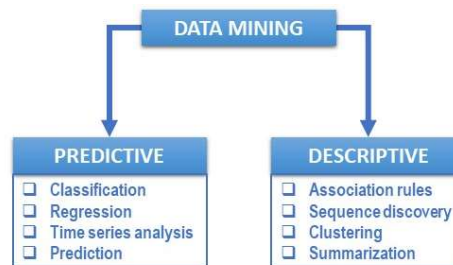 DATA MINING
PREDICTIVE
Classification
Regression
Time series analysis
Prediction
DESCRIPTIVE
Association rules
Sequence discovery
Clustering
Summarization